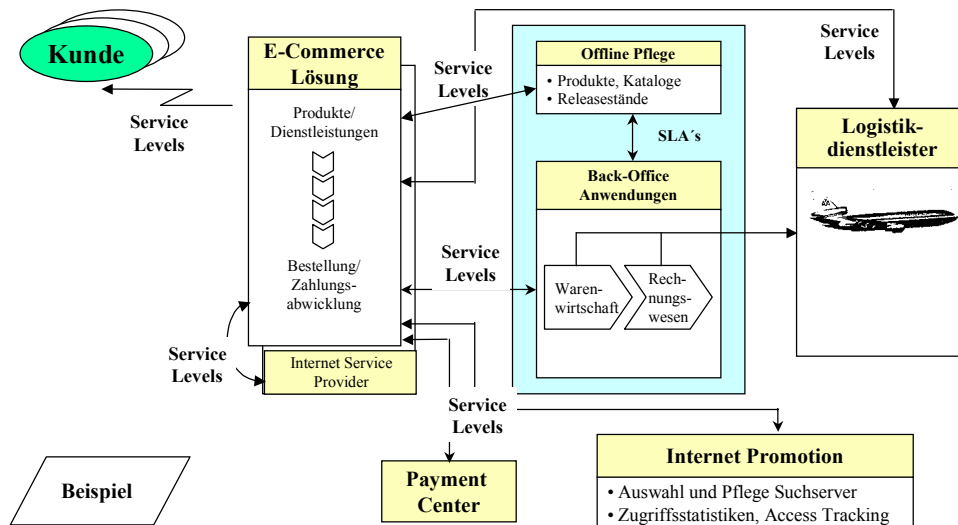 Kunde
Service
Levels
E-Commerce
Lösung
Produkte/
Dienstleistungen
Bestellung/
Zahlungs-
abwicklung
Internet Service
Provider
Service
Levels
Service
Levels
Service
Levels
Service
Levels
Offline Pflege
• Produkte, Kataloge
• Releasestände
SLA´s
Back-Office
Anwendungen
Waren-
wirtschaft
Rech-
nungs-
wesen
Service
Levels
Logistik-
dienstleister
Beispiel
Payment
Center
Internet Promotion
• Auswahl und Pflege Suchserver
• Zugriffsstatistiken, Access Tracking